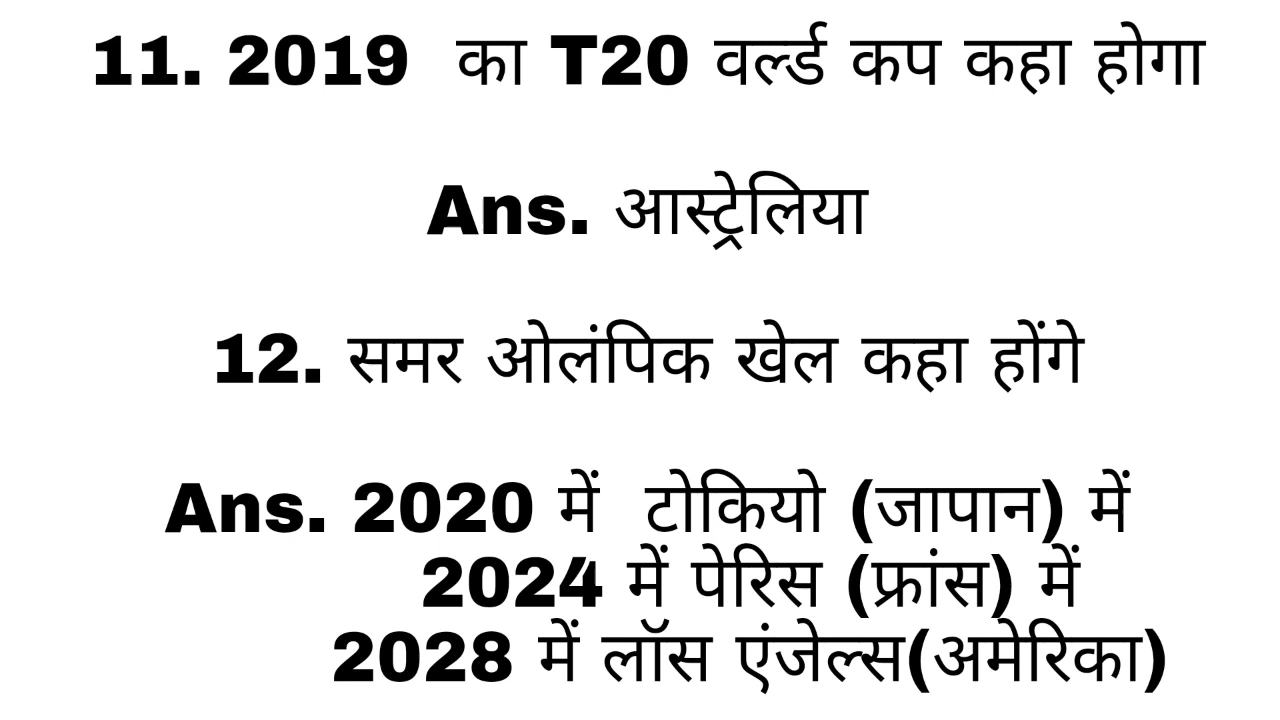 11. 2019 का T20 वर्ल्ड कप कहा होगा
Ans. आस्ट्रेलिया
12. समर ओलंपिक खेल कहा होंगे
Ans. 2020 में टोकियो (जापान) में
2024 में पेरिस (फ्रांस) में
2028 में लॉस एंजेल्स(अमेरिका)